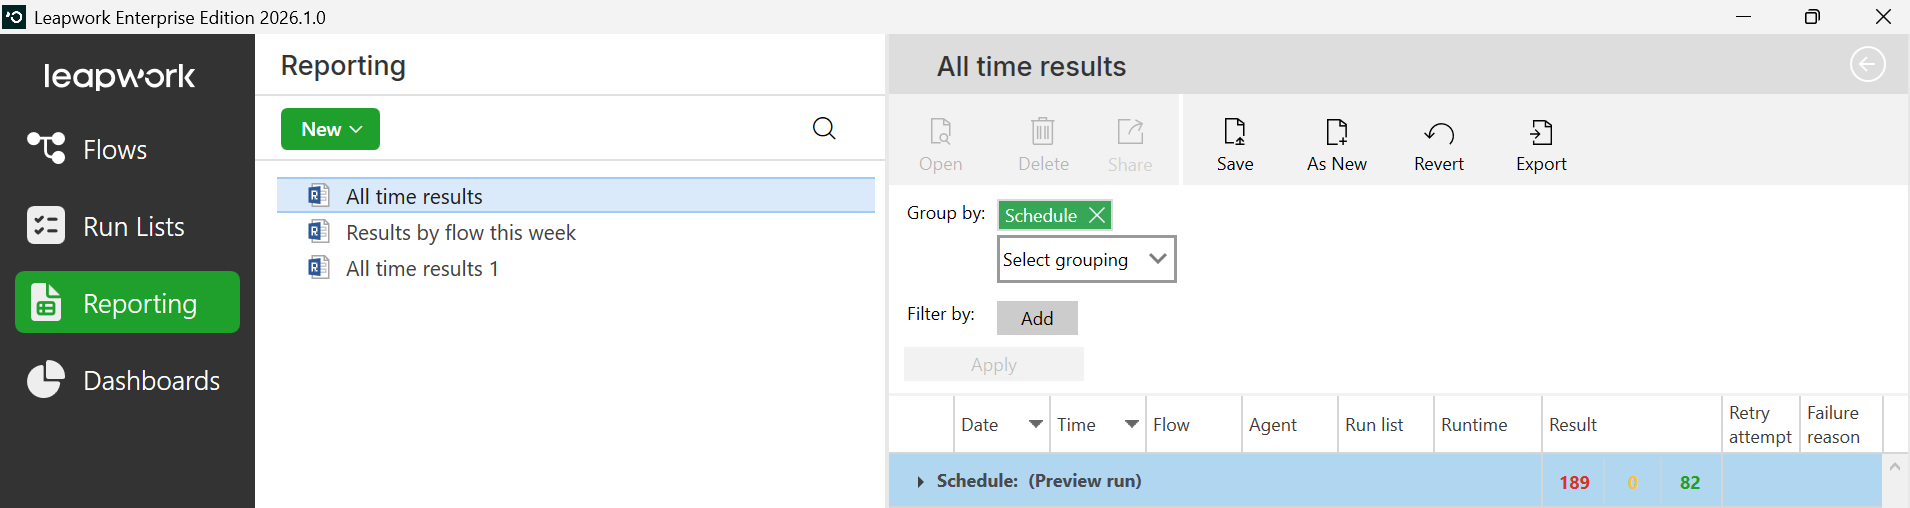 Leapwork Enterprise Edition 2026.1.0
leapwork
Flows
Run Lists
Reporting
Dashboards
Reporting
New
All time results
Results by flow this week
All time results 1
All time results
Open
Delete
Share
Save
As New
Revert
Export
Group by:
Schedule
Select grouping
Filter by:
Add
Apply
Date
Time
Flow
Agent
Run list
Runtime
Result
Retry
attempt
Failure
reason
Schedule: (Preview run)
189
0
82